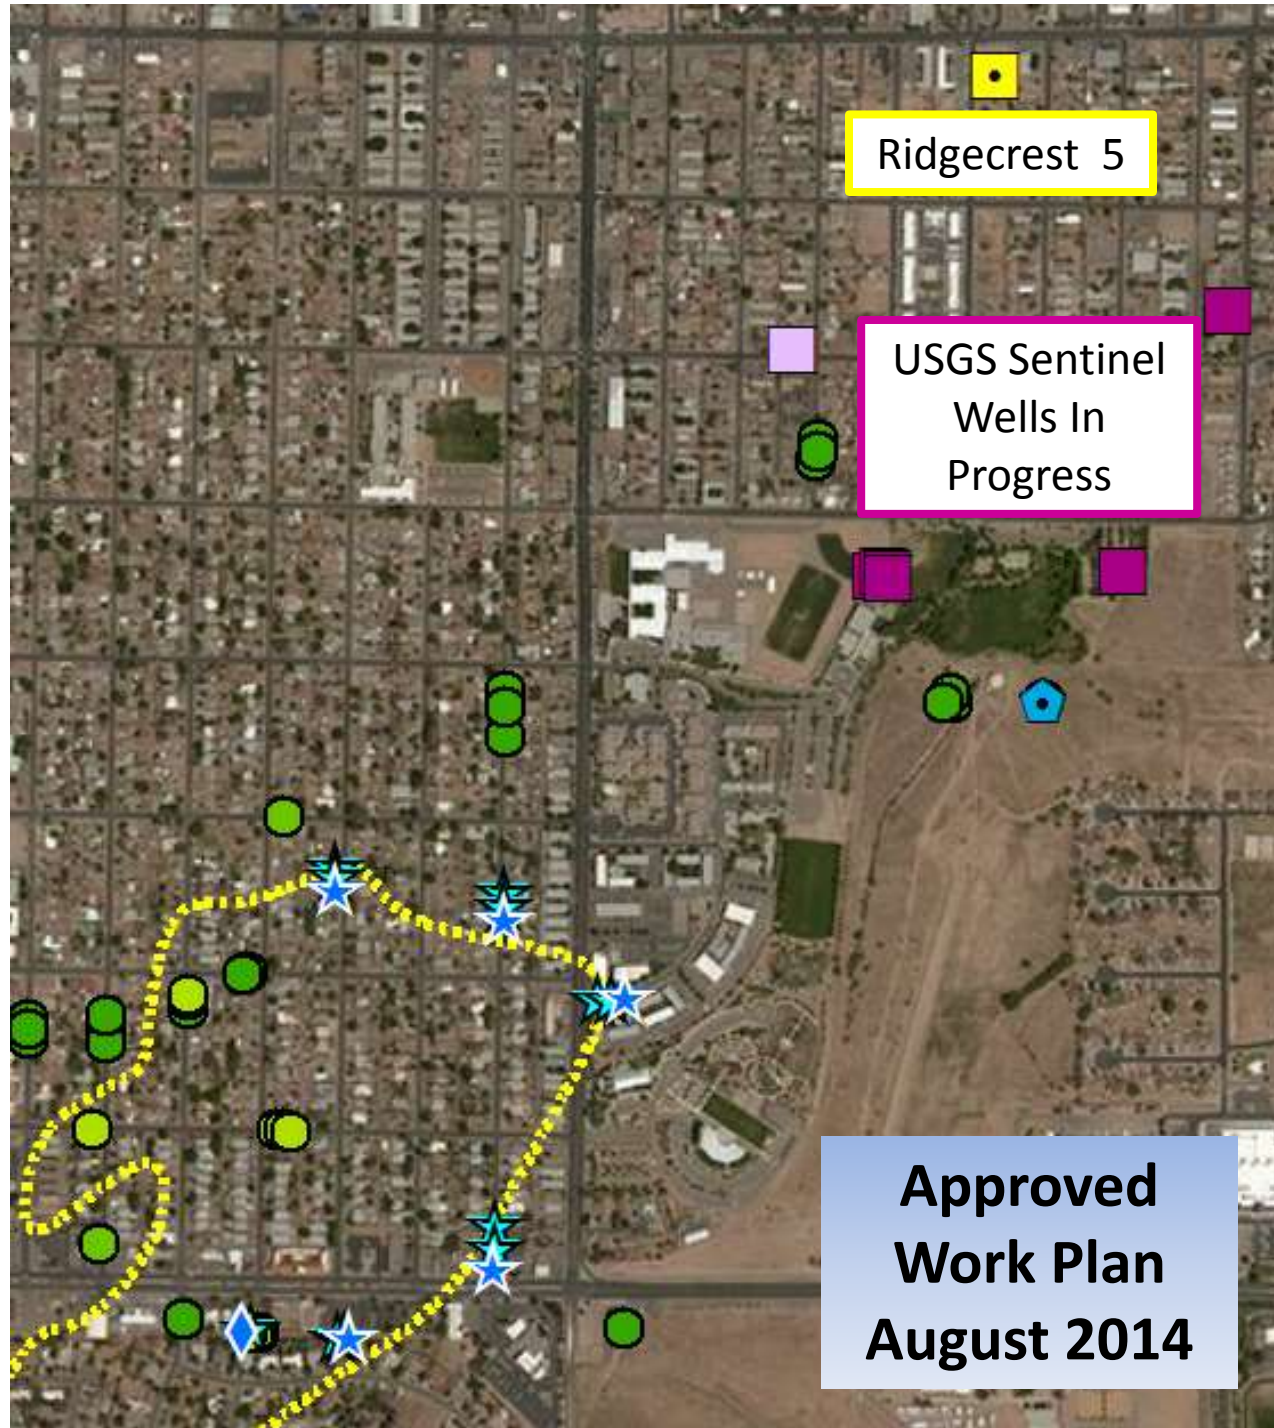 Ridgecrest 5
USGS Sentinel
Wells In
Progress
Approved
Work Plan
August 2014